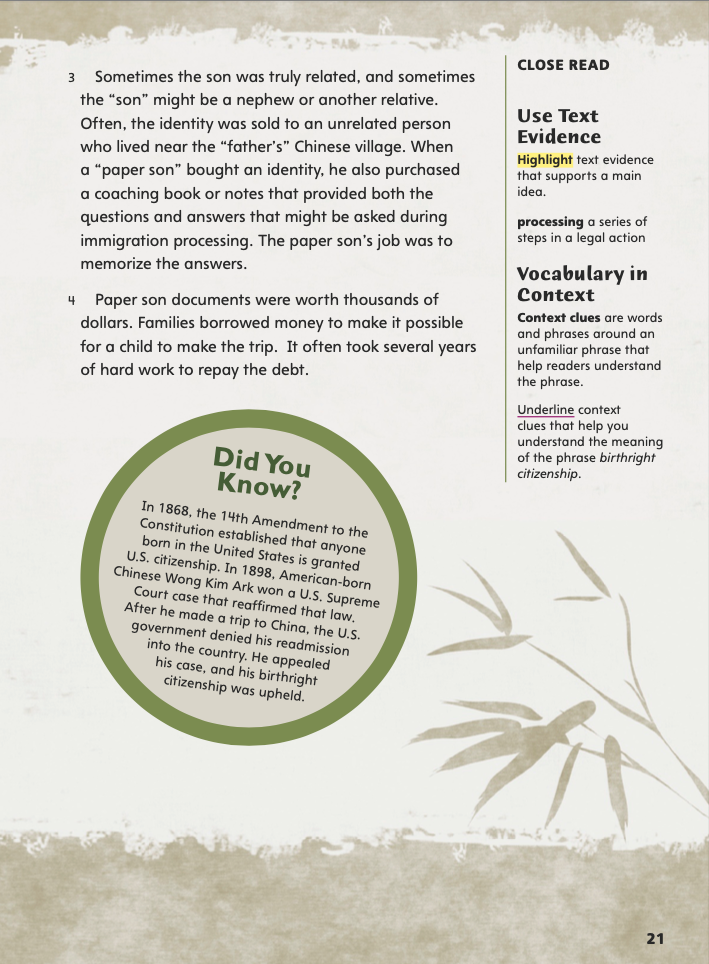 3 Sometimes the son was truly related, and sometimes
the “son” might be a nephew or another relative.
Often, the identity was sold to an unrelated person
who lived near the “father’s” Chinese village. When
a “paper son” bought an identity, he also purchased
a coaching book or notes that provided both the
questions and answers that might be asked during
immigration processing. The paper son’s job was to
memorize the answers.
4 Paper son documents were worth thousands of
dollars. Families borrowed money to make it possible
for a child to make the trip.  It often took several years
of hard work to repay the debt.
Did You
Know?
In 1868, the 14th Amendment to the
Constitution established that anyone
born in the United States is granted
U.S. citizenship. In 1898, American-born
Chinese Wong Kim Ark won a U.S. Supreme
Court case that reaffirmed that law.
After he made a trip to China, the U.S.
government denied his readmission
into the country. He appealed
his case, and his birthright
citizenship was upheld.
CLOSE READ
Use Text
Evidence
Highlight text evidence
that supports a main
idea.
processing a series of
steps in a legal action
Vocabulary in
Context
Context clues are words
and phrases around an
unfamiliar phrase that
help readers understand
the phrase.
Underline context
clues that help you
understand the meaning
of the phrase birthright
citizenship.
21